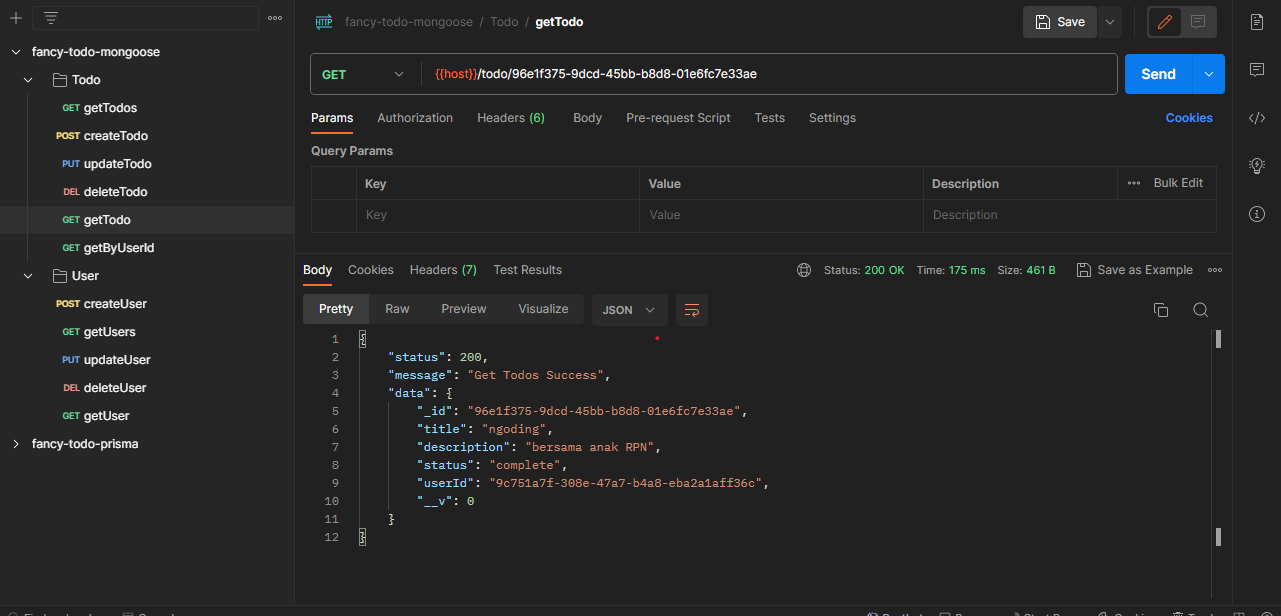 fancy-todo-mongoose / Todo / getTodo
Save
fancy-todo-mongoose
Todo
GET getTodos
POST createTodo
PUT updateTodo
DEL deleteTodo
GET getTodo
GET getByUserId
User
POST createUser
GET getUsers
PUT updateUser
DEL deleteUser
GET getUser
fancy-todo-prisma
GET {{host}}/todo/96e1f375-9dcd-45bb-b8d8-01e6fc7e33ae
Send
Params Authorization Headers (6) Body Pre-request Script Tests Settings Cookies
Query Params
Key Value Description Bulk Edit
Key Value Description
Body Cookies Headers (7) Test Results Status: 200 OK Time: 175 ms Size: 461 B Save as Example
Pretty Raw Preview Visualize JSON
1 {
2 "status": 200,
3 "message": "Get Todos Success",
4 "data": {
5 "_id": "96e1f375-9dcd-45bb-b8d8-01e6fc7e33ae",
6 "title": "ngoding",
7 "description": "bersama anak RPN",
8 "status": "complete",
9 "userId": "9c751a7f-308e-47a7-b4a8-eba2a1aff36c",
10 "__v": 0
11 }
12 }